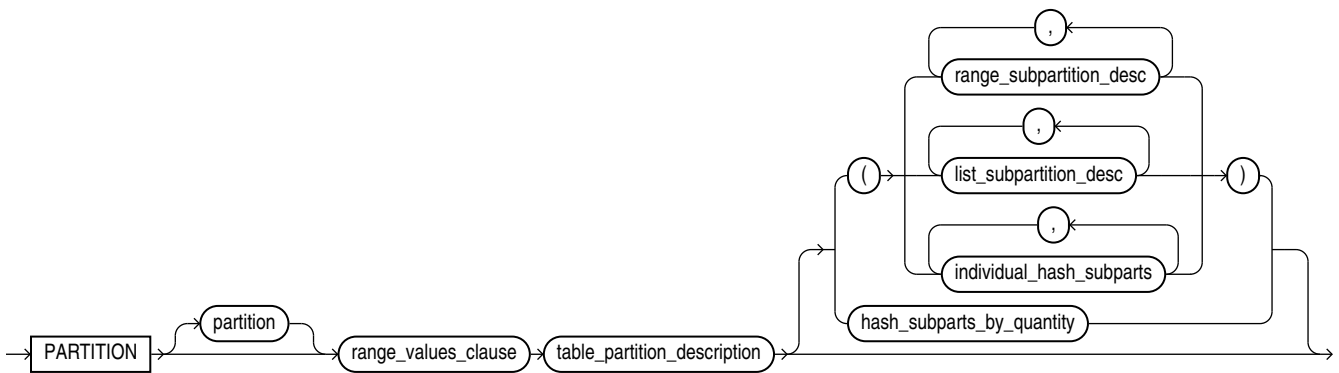 ,
range_subpartition_desc
,
( list_subpartition_desc )
,
individual_hash_subparts
partition
hash_subparts_by_quantity
PARTITION range_values_clause table_partition_description